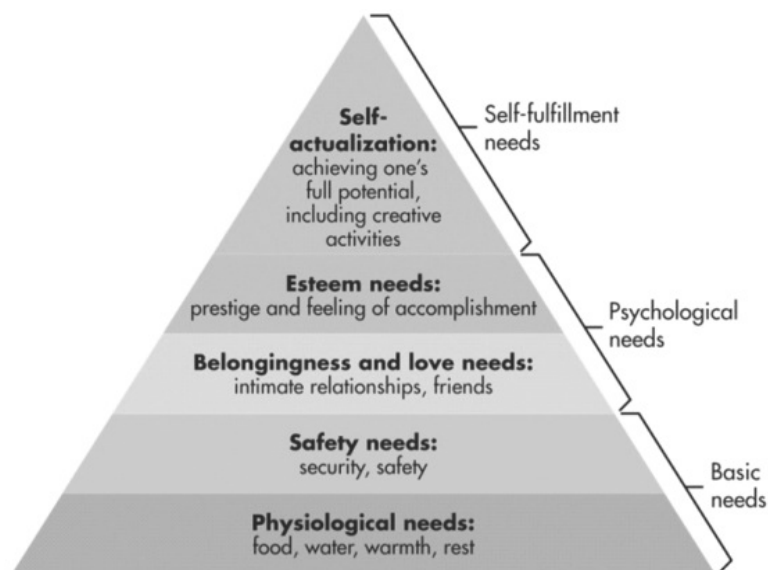 Self-
actualization:
achieving one's
full potential,
including creative
activities
Self-fulfillment
needs
Esteem needs:
prestige and feeling of accomplishment
Psychological
needs
Belongingness and love needs:
intimate relationships, friends
Safety needs:
security, safety
Basic
needs
Physiological needs:
food, water, warmth, rest